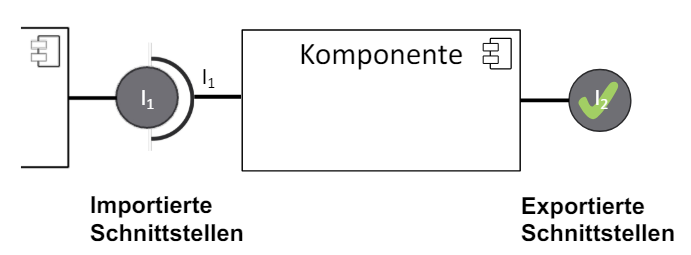 Komponente
I₁
I₁
I₂
Importierte
Schnittstellen
Exportierte
Schnittstellen